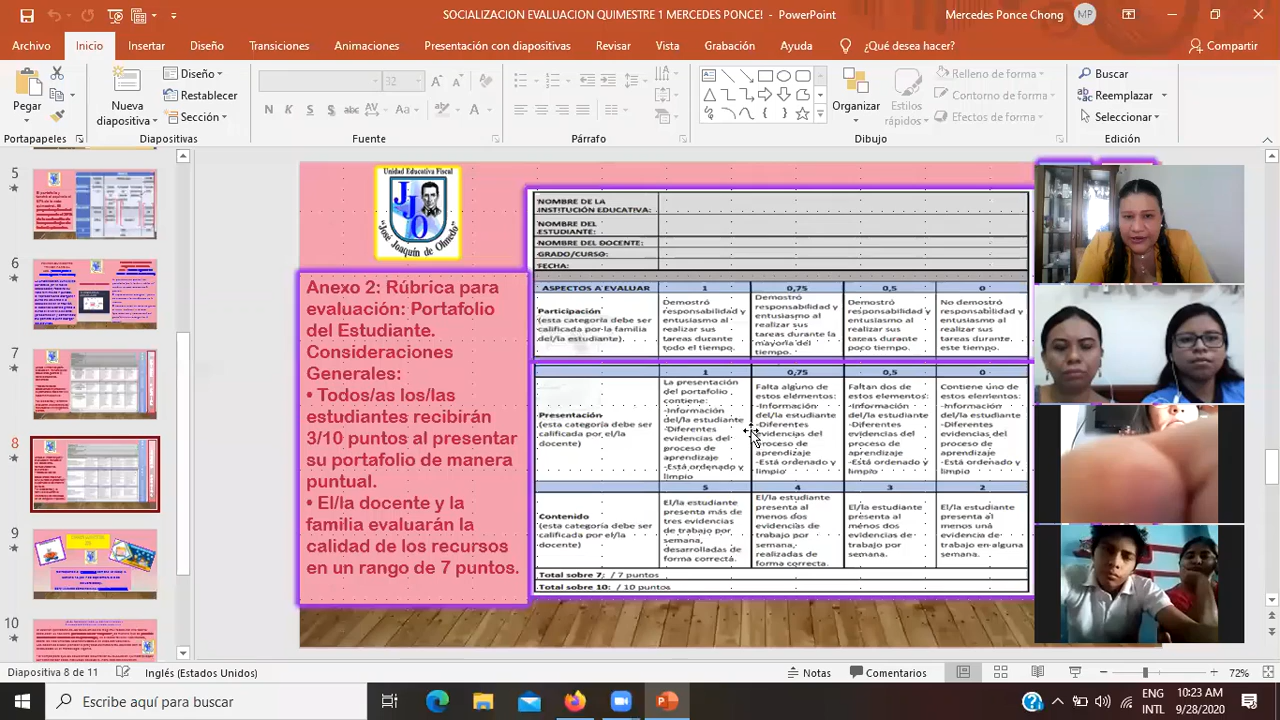 SOCIALIZACION EVALUACION QUIMESTRE 1 MERCEDES PONCE! - PowerPoint
Mercedes Ponce Chong
MP
Archivo Inicio Insertar Diseño Transiciones Animaciones Presentación con diapositivas Revisar Vista Grabación Ayuda ¿Qué desea hacer? Compartir
Pegar
Nueva
diapositiva
Diseño
Restablecer
Sección
32
N K S S abc AV Aa A
Organizar
Estilos
rápidos
Relleno de forma
Contorno de forma
Efectos de forma
Buscar
Reemplazar
Seleccionar
Portapapeles Diapositivas Fuente Párrafo Dibujo Edición
5
6
7
8
9
10
Unidad Educativa Fiscal
JJO
"José Joaquín de Olmedo"
Anexo 2: Rúbrica para
evaluación: Portafolio
del Estudiante.
Consideraciones
Generales:
Todos/as los/las
estudiantes recibirán
3/10 puntos al presentar
su portafolio de manera
puntual.
• El/la docente y la
familia evaluarán la
calidad de los recursos
en un rango de 7 puntos.
NOMBRE DE LA
INSTITUCIÓN EDUCATIVA:
NOMBRE DEL
ESTUDIANTE:
NOMBRE DEL DOCENTE:
GRADO/CURSO:
FECHA:
ASPECTOS A EVALUAR 1 0,75 0,5 0
Participación
(esta categoría debe ser
calificada por la familia
del/la estudiante).
Demostró
responsabilidad y
entusiasmo al
realizar sus
tareas durante
todo el tiempo.
Demostró
responsabilidad y
entusiasmo al
realizar sus
tareas durante la
mayoría del
tiempo.
Demostró
responsabilidad y
entusiasmo al
realizar sus
tareas durante
poco tiempo.
No demostró
responsabilidad y
entusiasmo al
realizar sus
tareas durante
este tiempo.
1 0,75 0,5 0
Presentación
(esta categoría debe ser
calificada por el/la
docente)
La presentación
del portafolio
contiene:
-Información
del/la estudiante
-Diferentes
evidencias del
proceso de
aprendizaje
-Está ordenado y
limpio
Falta alguno de
estos elementos:
-Información
del/la estudiante
-Diferentes
evidencias del
proceso de
aprendizaje
-Está ordenado y
limpio
Faltan dos de
estos elementos:
-Información
del/la estudiante
-Diferentes
evidencias del
proceso de
aprendizaje
-Está ordenado y
limpio
Contiene uno de
estos elementos:
-Información
del/la estudiante
-Diferentes
evidencias del
proceso de
aprendizaje
-Está ordenado y
limpio
5 4 3 2
Contenido
(esta categoría debe ser
calificada por el/la
docente)
El/la estudiante
presenta más de
tres evidencias
de trabajo por
semana,
desarrolladas de
forma correcta.
El/la estudiante
presenta al
menos dos
evidencias de
trabajo por
semana,
realizadas de
forma correcta.
El/la estudiante
presenta al
menos dos
evidencias de
trabajo por
semana.
El/la estudiante
presenta al
menos una
evidencia de
trabajo en alguna
semana.
Total sobre 7: / 7 puntos
Total sobre 10: / 10 puntos
Diapositiva 8 de 11
Inglés (Estados Unidos)
Notas
Comentarios
72%
Escribe aquí para buscar
ENG
INTL
10:23 AM
9/28/2020